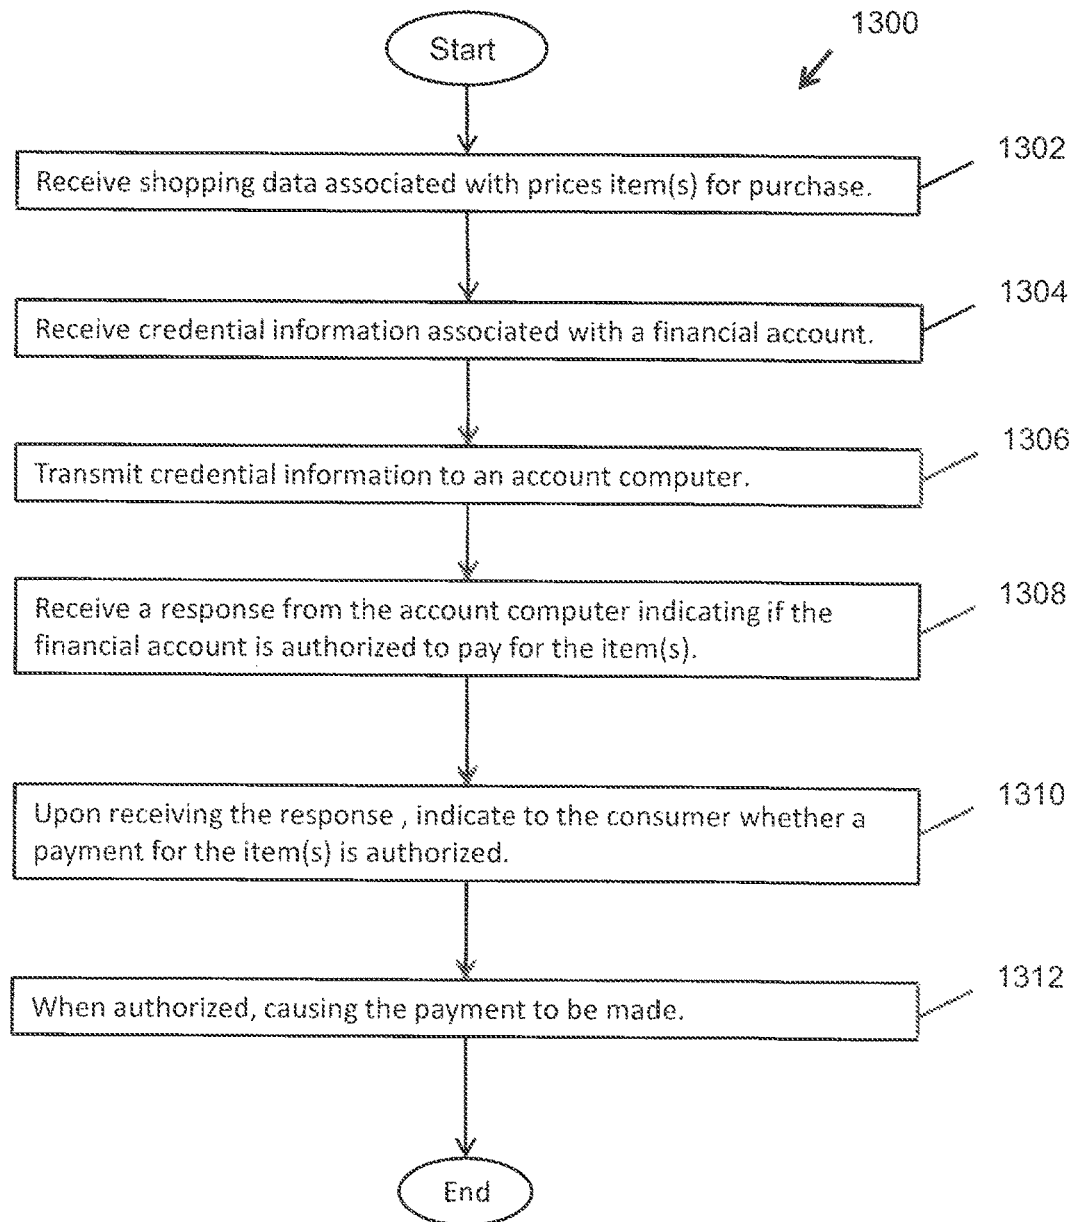 1300
Start
1302
Receive shopping data associated with prices item(s) for purchase.
1304
Receive credential information associated with a financial account.
1306
Transmit credential information to an account computer.
1308
Receive a response from the account computer indicating if the
financial account is authorized to pay for the item(s).
1310
Upon receiving the response , indicate to the consumer whether a
payment for the item(s) is authorized.
1312
When authorized, causing the payment to be made.
End